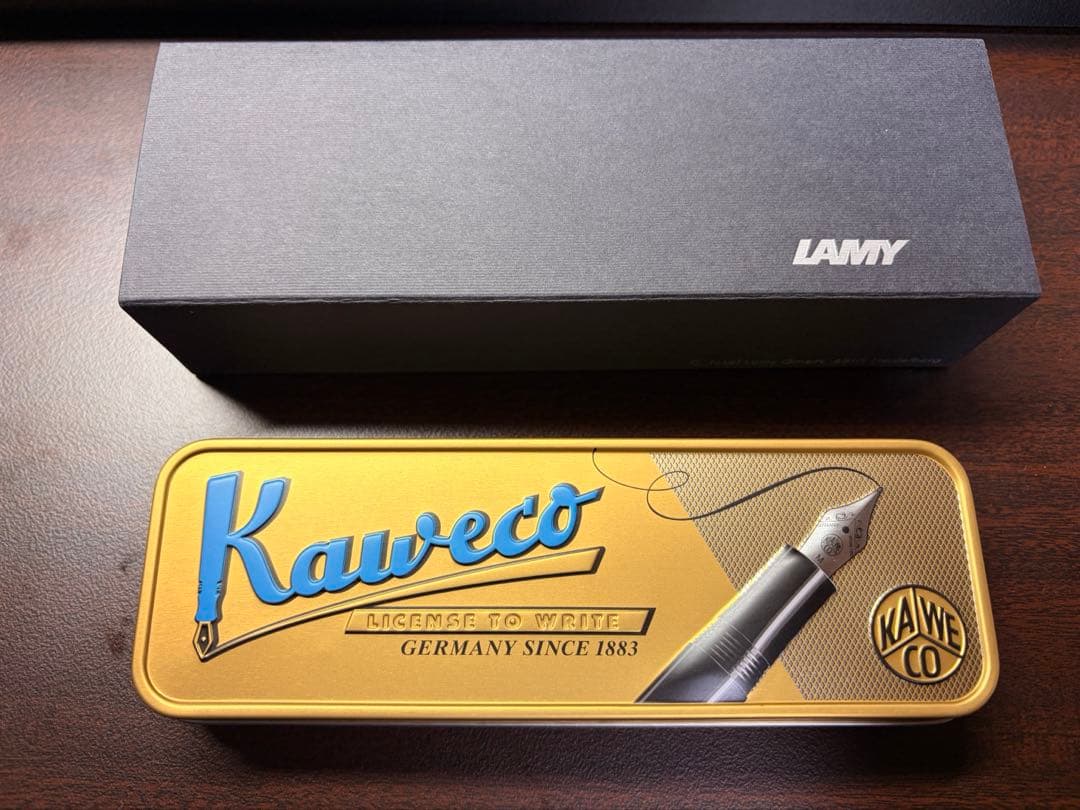 LAMY
Kaweco
LICENSE TO WRITE
GERMANY SINCE 1883
KA WE
CO
M